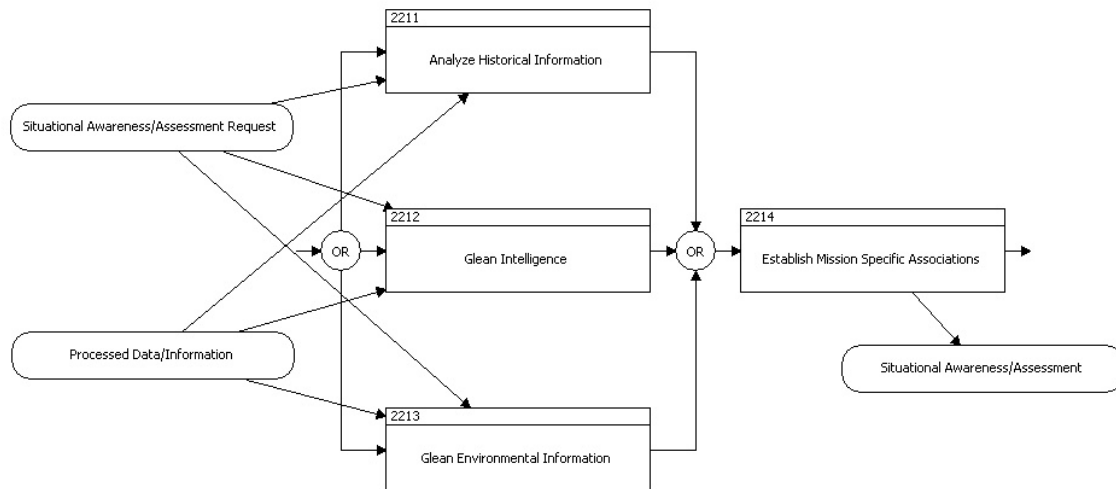 2211
Analyze Historical Information
Situational Awareness/Assessment Request
2212
Glean Intelligence
OR
OR
2214
Establish Mission Specific Associations
Processed Data/Information
Situational Awareness/Assessment
2213
Glean Environmental Information